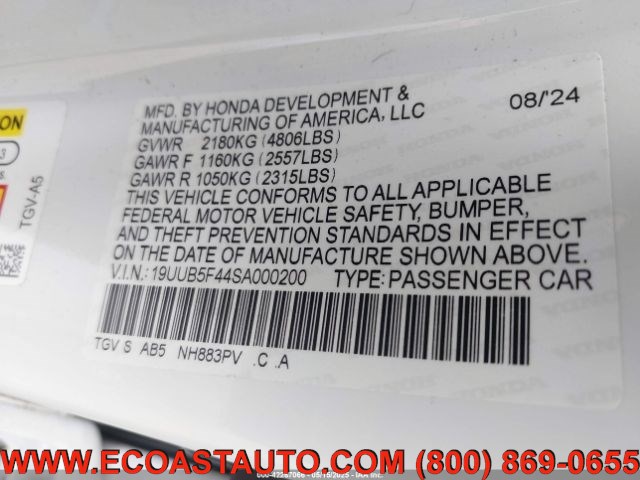 MFD. BY HONDA DEVELOPMENT & MANUFACTURING OF AMERICA, LLC 08/'24
GVWR 2180KG (4806LBS)
GAWR F 1160KG (2557LBS)
GAWR R 1050KG (2315LBS)
THIS VEHICLE CONFORMS TO ALL APPLICABLE
FEDERAL MOTOR VEHICLE SAFETY, BUMPER,
AND THEFT PREVENTION STANDARDS IN EFFECT
ON THE DATE OF MANUFACTURE SHOWN ABOVE.
V.I.N.: 19UUB5F44SA000200 TYPE: PASSENGER CAR
TGV S AB5 NH883PV .C .A
ON
3
TGV-A5
WWW.ECOASTAUTO.COM (800) 869-0655